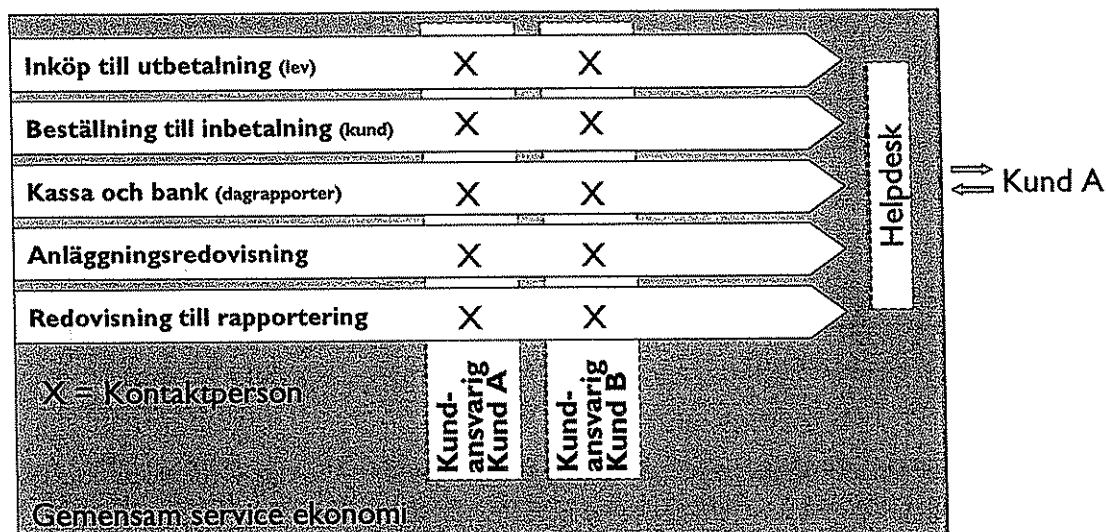 Inköp till utbetalning (lev) X X
Beställning till inbetalning (kund) X X
Kassa och bank (dagrapporter) X X
Anläggningsredovisning X X
Redovisning till rapportering X X
Helpdesk
Kund A
X = Kontaktperson
Kund-
ansvarig
Kund A
Kund-
ansvarig
Kund B
Gemensam service ekonomi